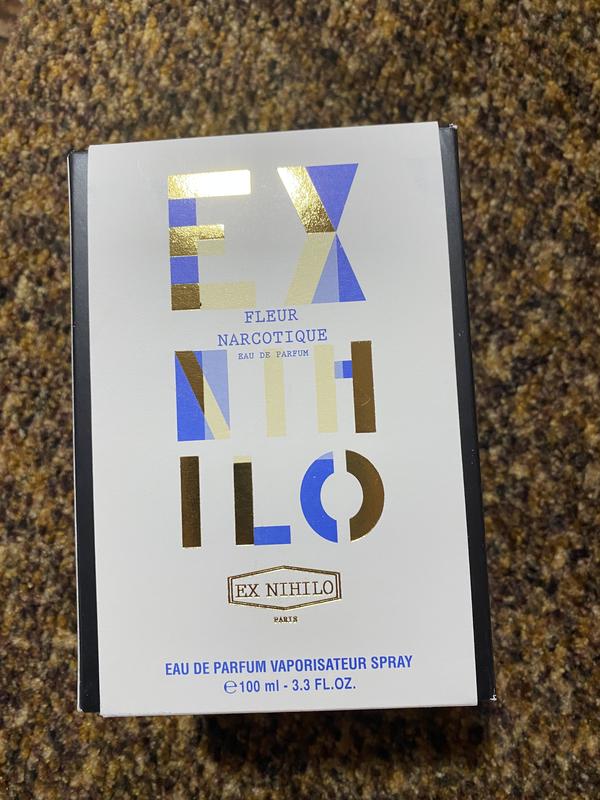 EX
FLEUR
NARCOTIQUE
EAU DE PARFUM
NIH
ILO
EX NIHILO
PARIS
EAU DE PARFUM VAPORISATEUR SPRAY
℮100 ml - 3.3 FL.OZ.